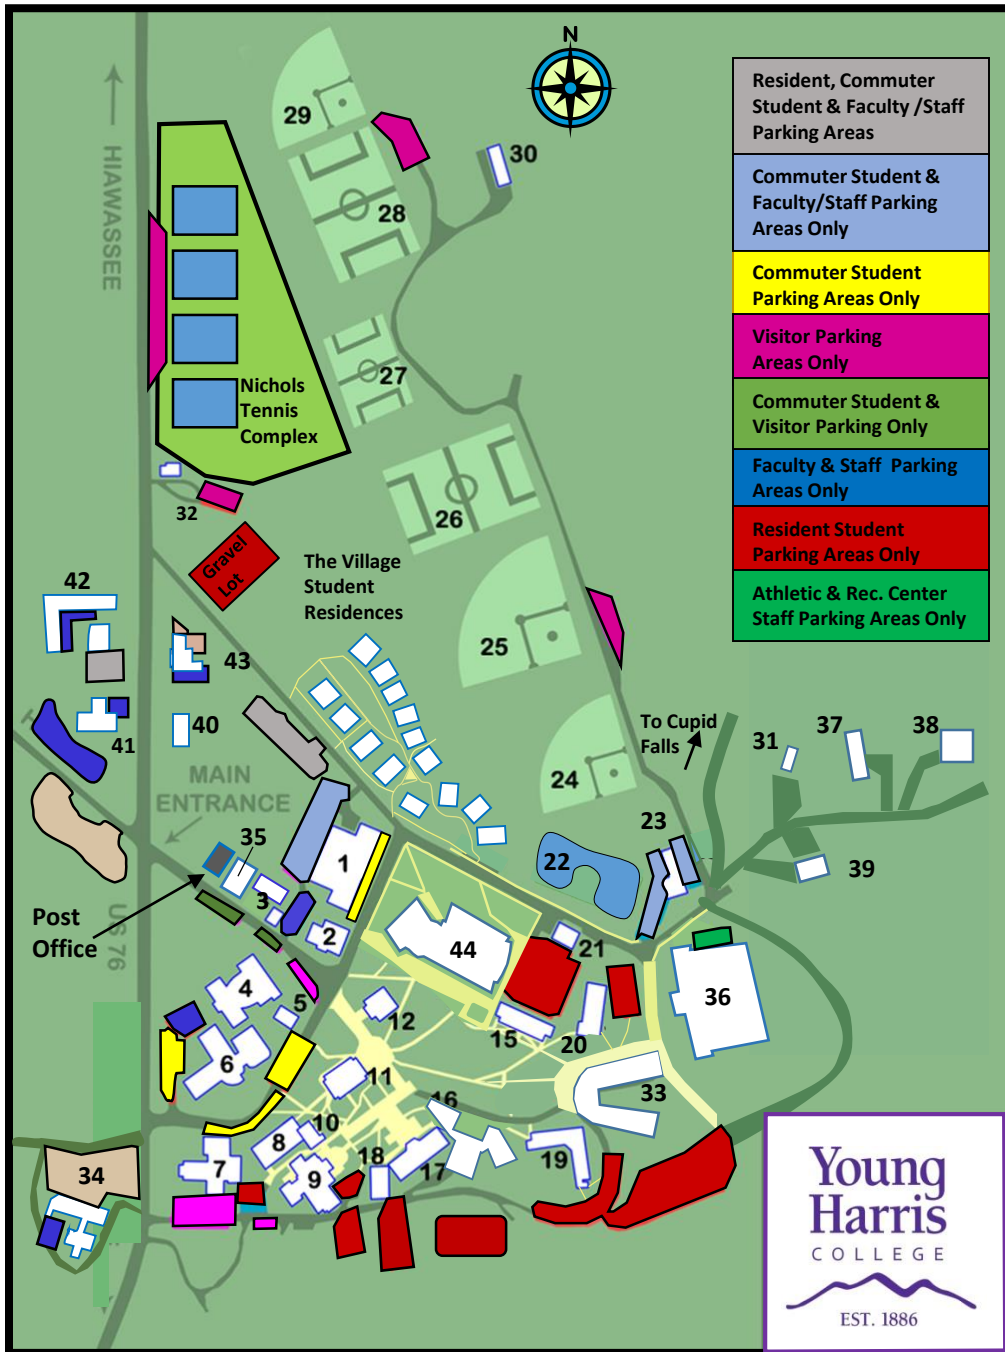 N
Resident, Commuter
Student & Faculty /Staff
Parking Areas
Commuter Student &
Faculty/Staff Parking
Areas Only
Commuter Student
Parking Areas Only
Visitor Parking
Areas Only
Commuter Student &
Visitor Parking Only
Faculty & Staff Parking
Areas Only
Resident Student
Parking Areas Only
Athletic & Rec. Center
Staff Parking Areas Only
HIAWASSEE
29
30
28
27
Nichols
Tennis
Complex
26
32
Gravel
Lot
The Village
Student
Residences
42
43
25
41
40
To Cupid
Falls
31
37
38
24
MAIN
ENTRANCE
35
23
22
1
39
3
Post
Office
2
44
21
US 76
4
5
36
12
15
20
6
11
33
16
10
8
18
17
19
7
9
34
Young
Harris
COLLEGE
EST. 1886